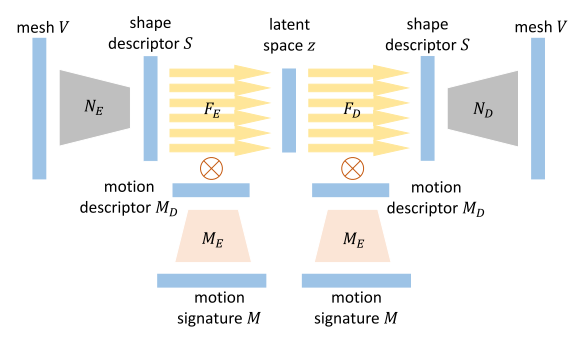 mesh V
shape
descriptor S
latent
space z
shape
descriptor S
mesh V
N_E
F_E
F_D
N_D
motion
descriptor M_D
motion
descriptor M_D
M_E
M_E
motion
signature M
motion
signature M